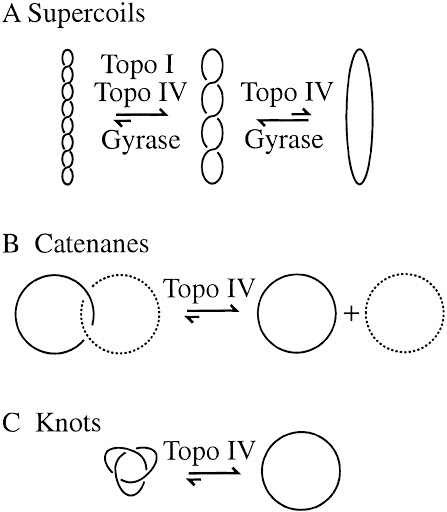 A Supercoils
Topo I
Topo IV
Gyrase
Topo IV
Gyrase
B Catenanes
Topo IV
+
C Knots
Topo IV